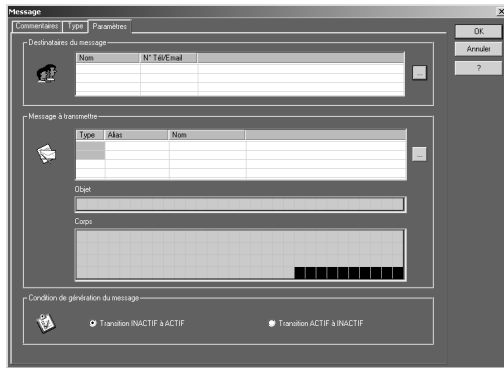 Message
Commentaires Type Paramètres
OK
Annuler
?
Destinataires du message
Nom N° Tél/Email
...
Message à transmettre
Type Alias Nom
...
Objet
Corps
Condition de génération du message
Transition INACTIF à ACTIF Transition ACTIF à INACTIF